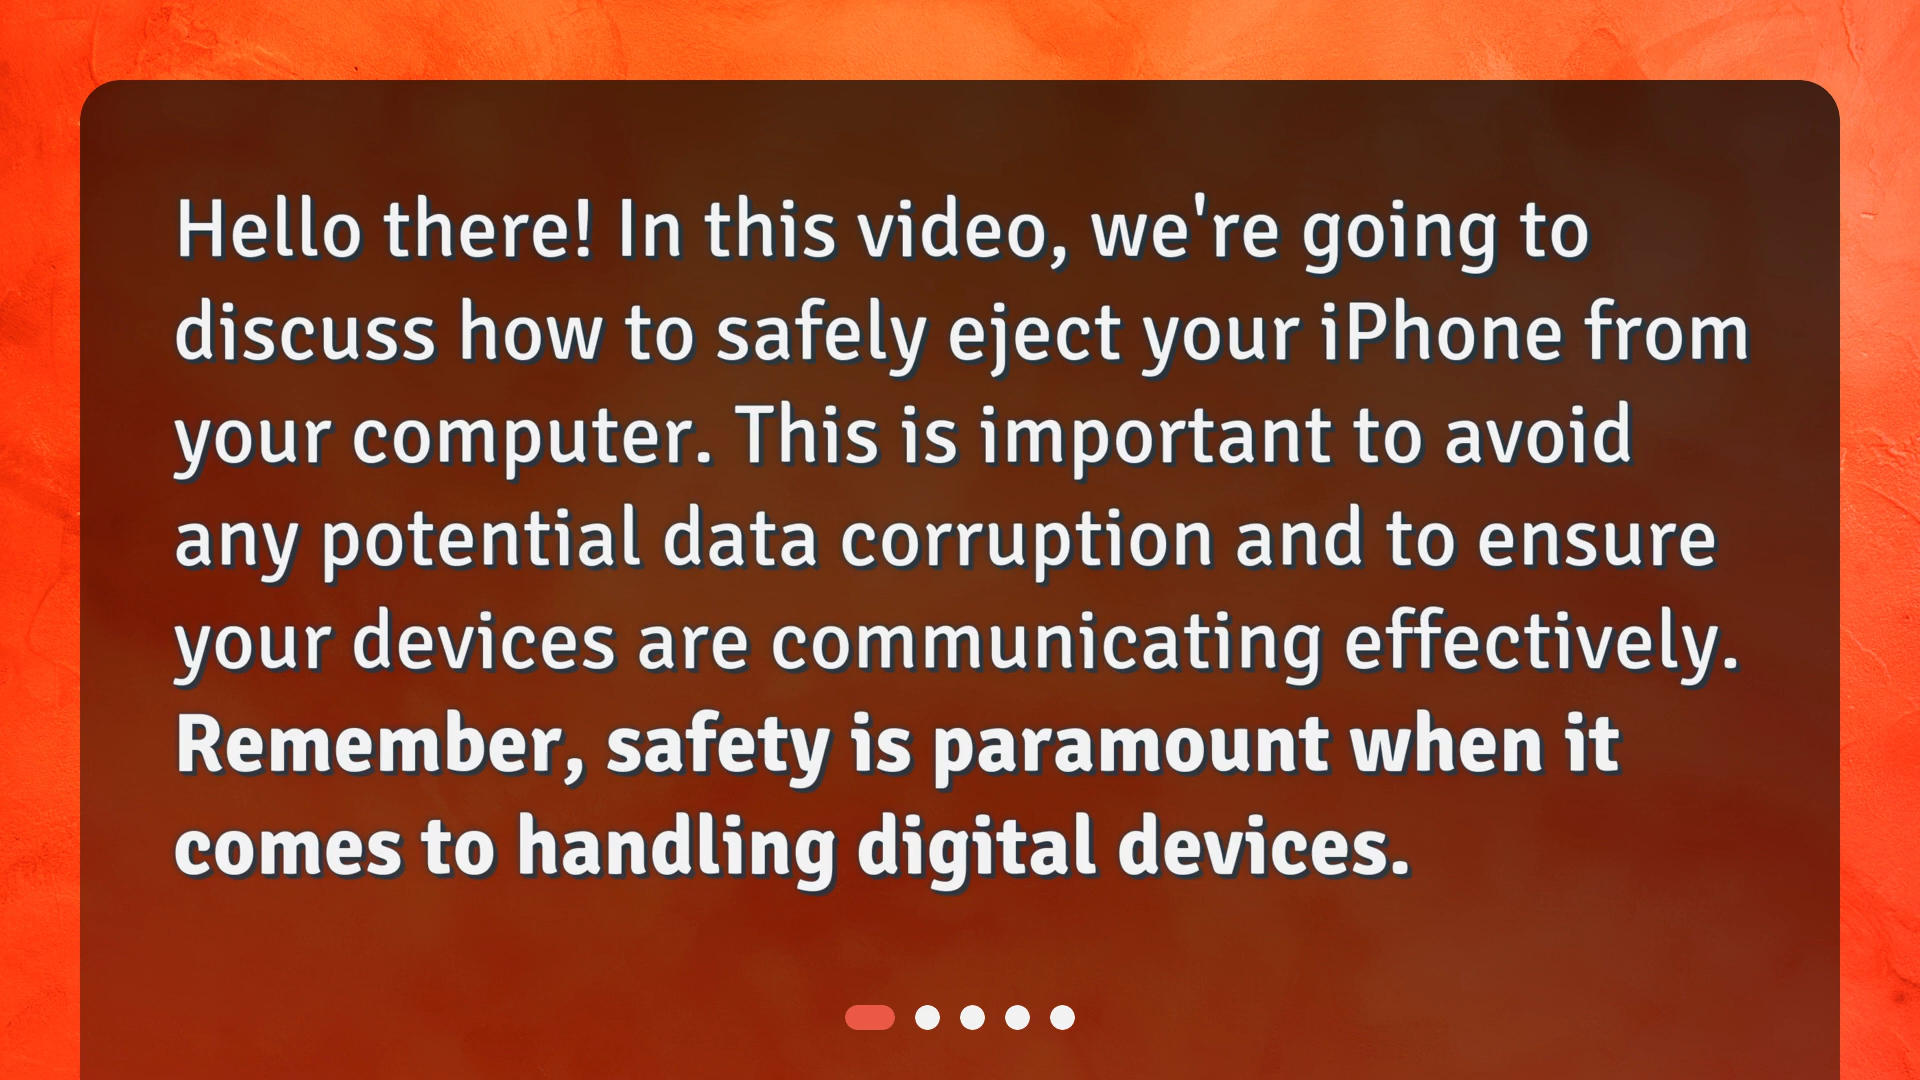 Hello there! In this video, we're going to
discuss how to safely eject your iPhone from
your computer. This is important to avoid
any potential data corruption and to ensure
your devices are communicating effectively.
Remember, safety is paramount when it
comes to handling digital devices.